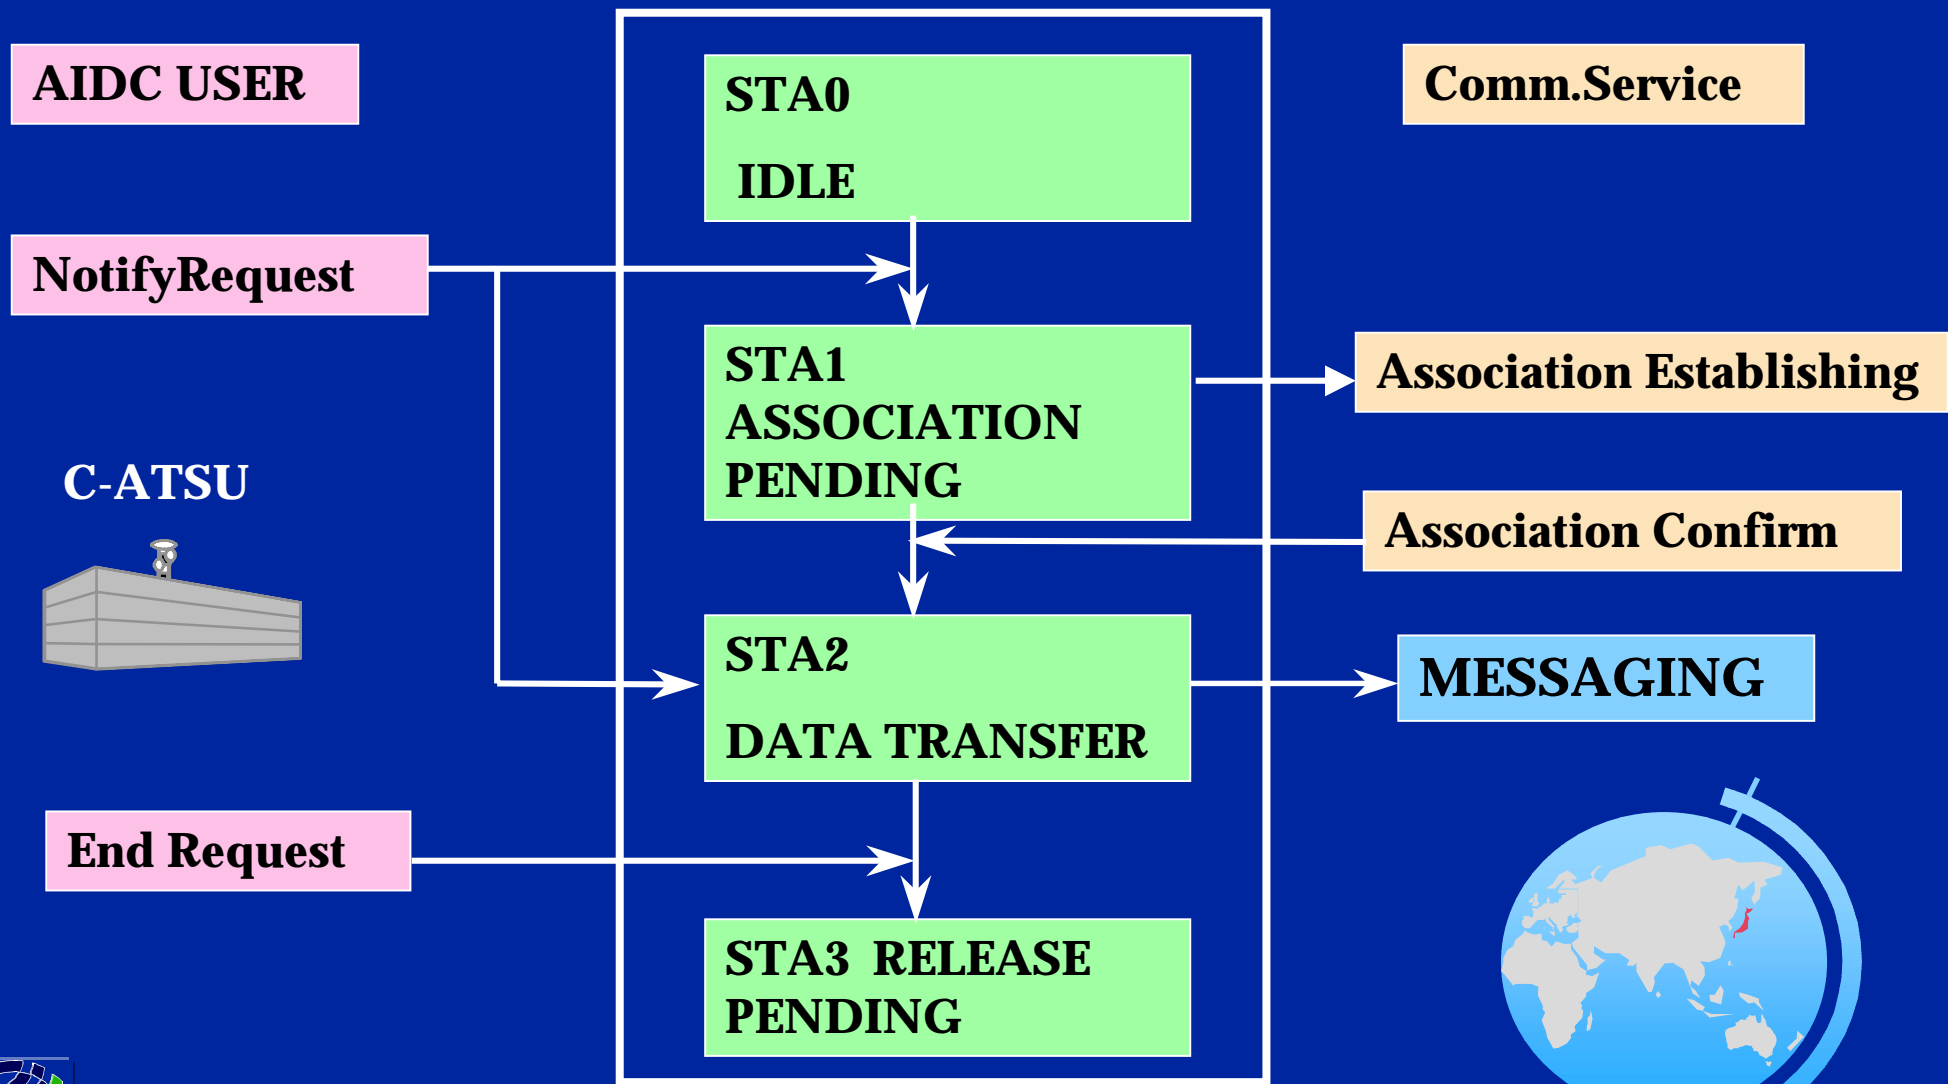 AIDC USER
STA0
IDLE
Comm.Service
NotifyRequest
STA1
ASSOCIATION
PENDING
Association Establishing
C-ATSU
Association Confirm
STA2
DATA TRANSFER
MESSAGING
End Request
STA3 RELEASE
PENDING